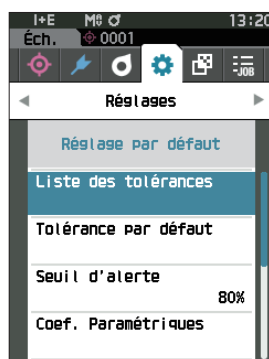 I+E M0 13:20
Éch. 0001
JOB
Réglages
Réglage par défaut
Liste des tolérances
Tolérance par défaut
Seuil d'alerte
80%
Coef. Paramétriques